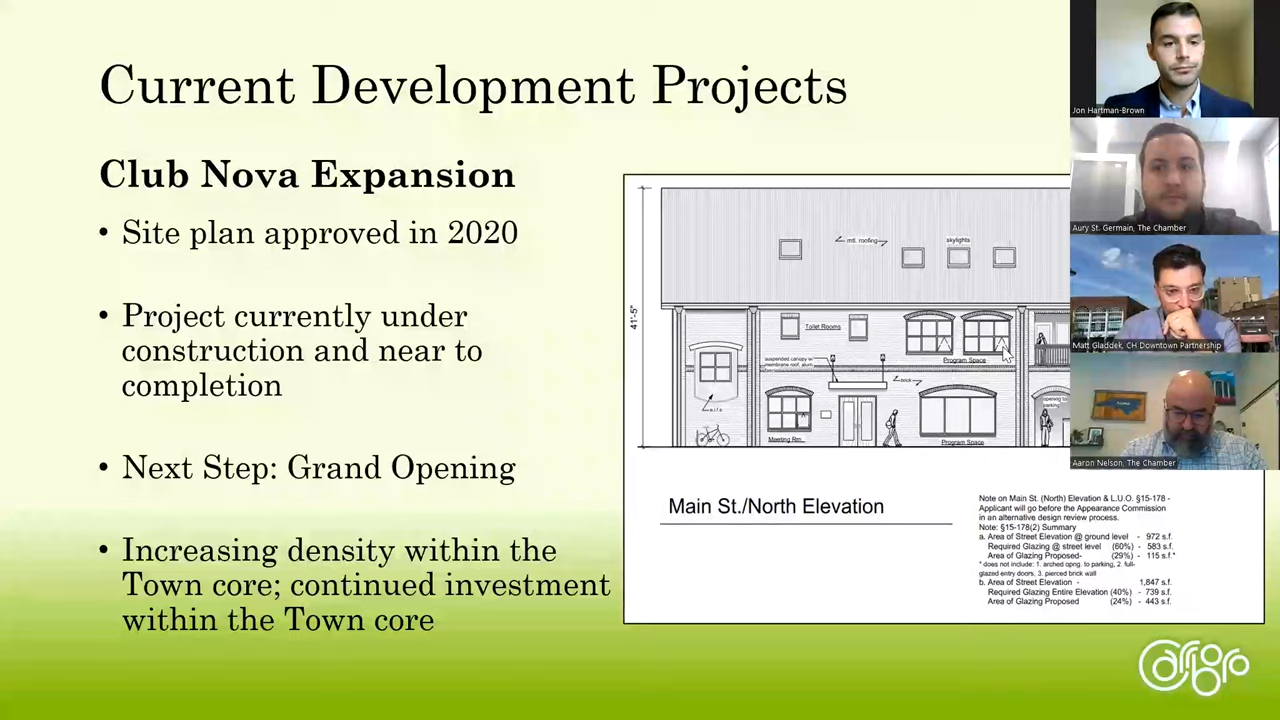 Current Development Projects
Club Nova Expansion
• Site plan approved in 2020
• Project currently under
construction and near to
completion
• Next Step: Grand Opening
• Increasing density within the
Town core; continued investment
within the Town core
41'-5"
mtl. roofing
skylights
Toilet Rooms
Program Space
suspended canopy w/
membrane roof, alum.
brick
Meeting Rm.
Program Space
opening to
parking
Main St./North Elevation
Note on Main St. (North) Elevation & L.U.O. §15-178 -
Applicant will go before the Appearance Commission
in an alternative design review process.
Note: §15-178(2) Summary
a. Area of Street Elevation @ ground level - 972 s.f.
Required Glazing @ street level (60%) - 583 s.f.
Area of Glazing Proposed- (29%) - 115 s.f.*
* does not include: 1. arched opng. to parking, 2. full-
glazed entry doors, 3. pierced brick wall
b. Area of Street Elevation - 1,847 s.f.
Required Glazing Entire Elevation (40%) - 739 s.f.
Area of Glazing Proposed (24%) - 443 s.f.
Jon Hartman-Brown
Aury St. Germain, The Chamber
Matt Gladdek, CH Downtown Partnership
Aaron Nelson, The Chamber
Carrboro